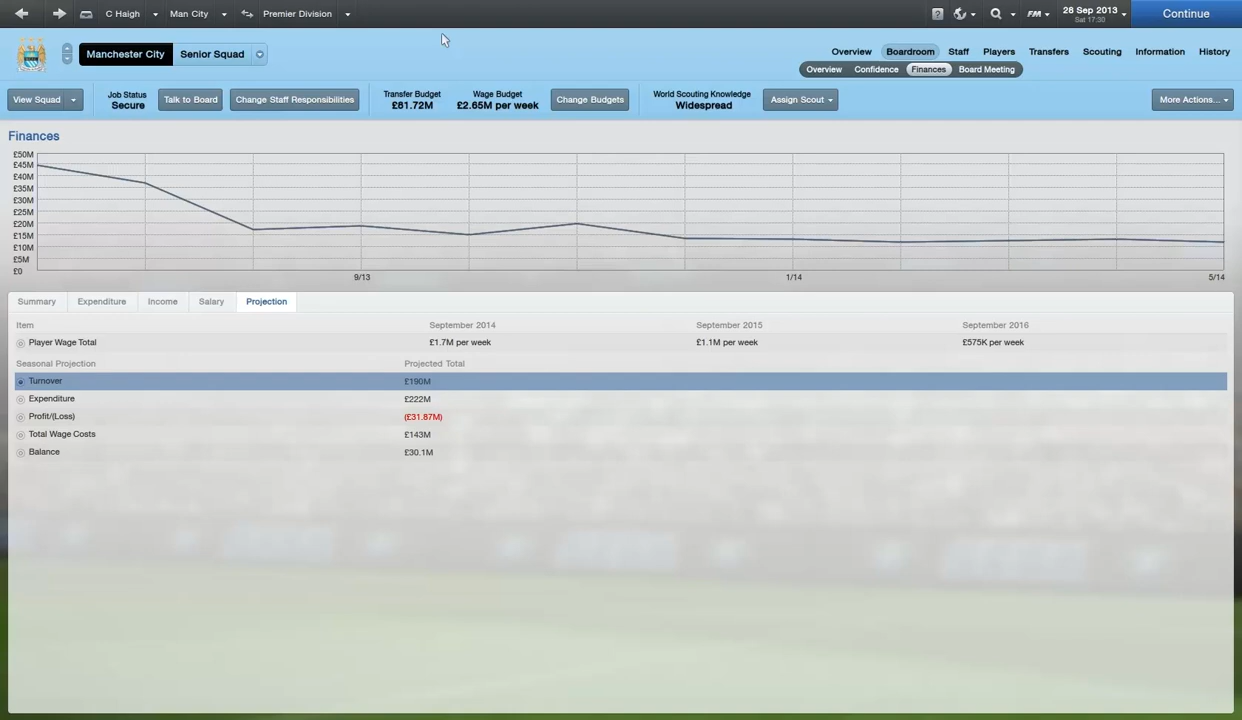 C Haigh Man City Premier Division ? FM 28 Sep 2013 Sat 17:30 Continue
Manchester City Senior Squad Overview Boardroom Staff Players Transfers Scouting Information History
Overview Confidence Finances Board Meeting
View Squad Job Status Secure Talk to Board Change Staff Responsibilities Transfer Budget £81.72M Wage Budget £2.65M per week Change Budgets World Scouting Knowledge Widespread Assign Scout More Actions...
Finances
£50M
£45M
£40M
£35M
£30M
£25M
£20M
£15M
£10M
£5M
£0
9/13 1/14 5/14
Summary Expenditure Income Salary Projection
Item September 2014 September 2015 September 2016
Player Wage Total £1.7M per week £1.1M per week £575K per week
Seasonal Projection Projected Total
Turnover £190M
Expenditure £222M
Profit/(Loss) (£31.87M)
Total Wage Costs £143M
Balance £30.1M